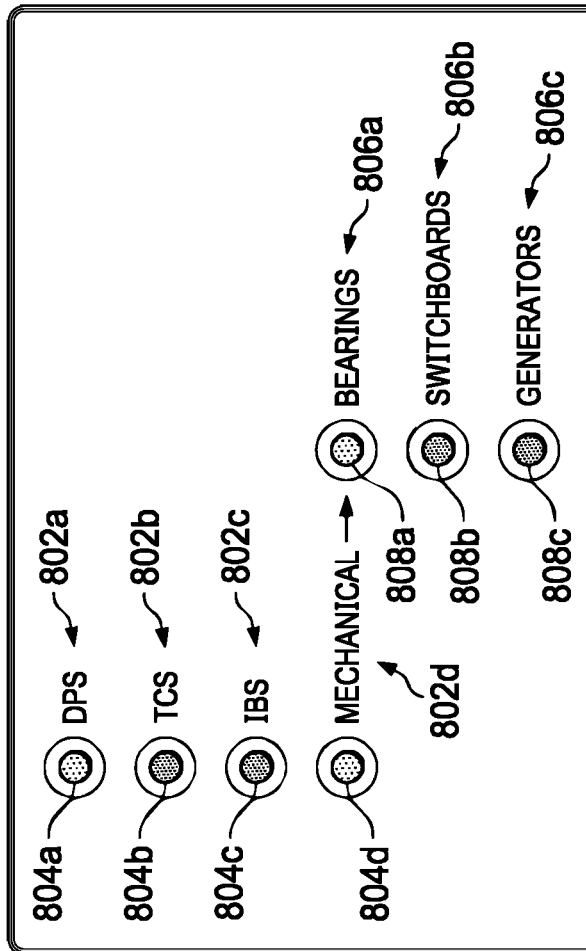 804a DPS 802a
804b TCS 802b
804c IBS 802c
804d MECHANICAL 802d
808a BEARINGS 806a
808b SWITCHBOARDS 806b
808c GENERATORS 806c